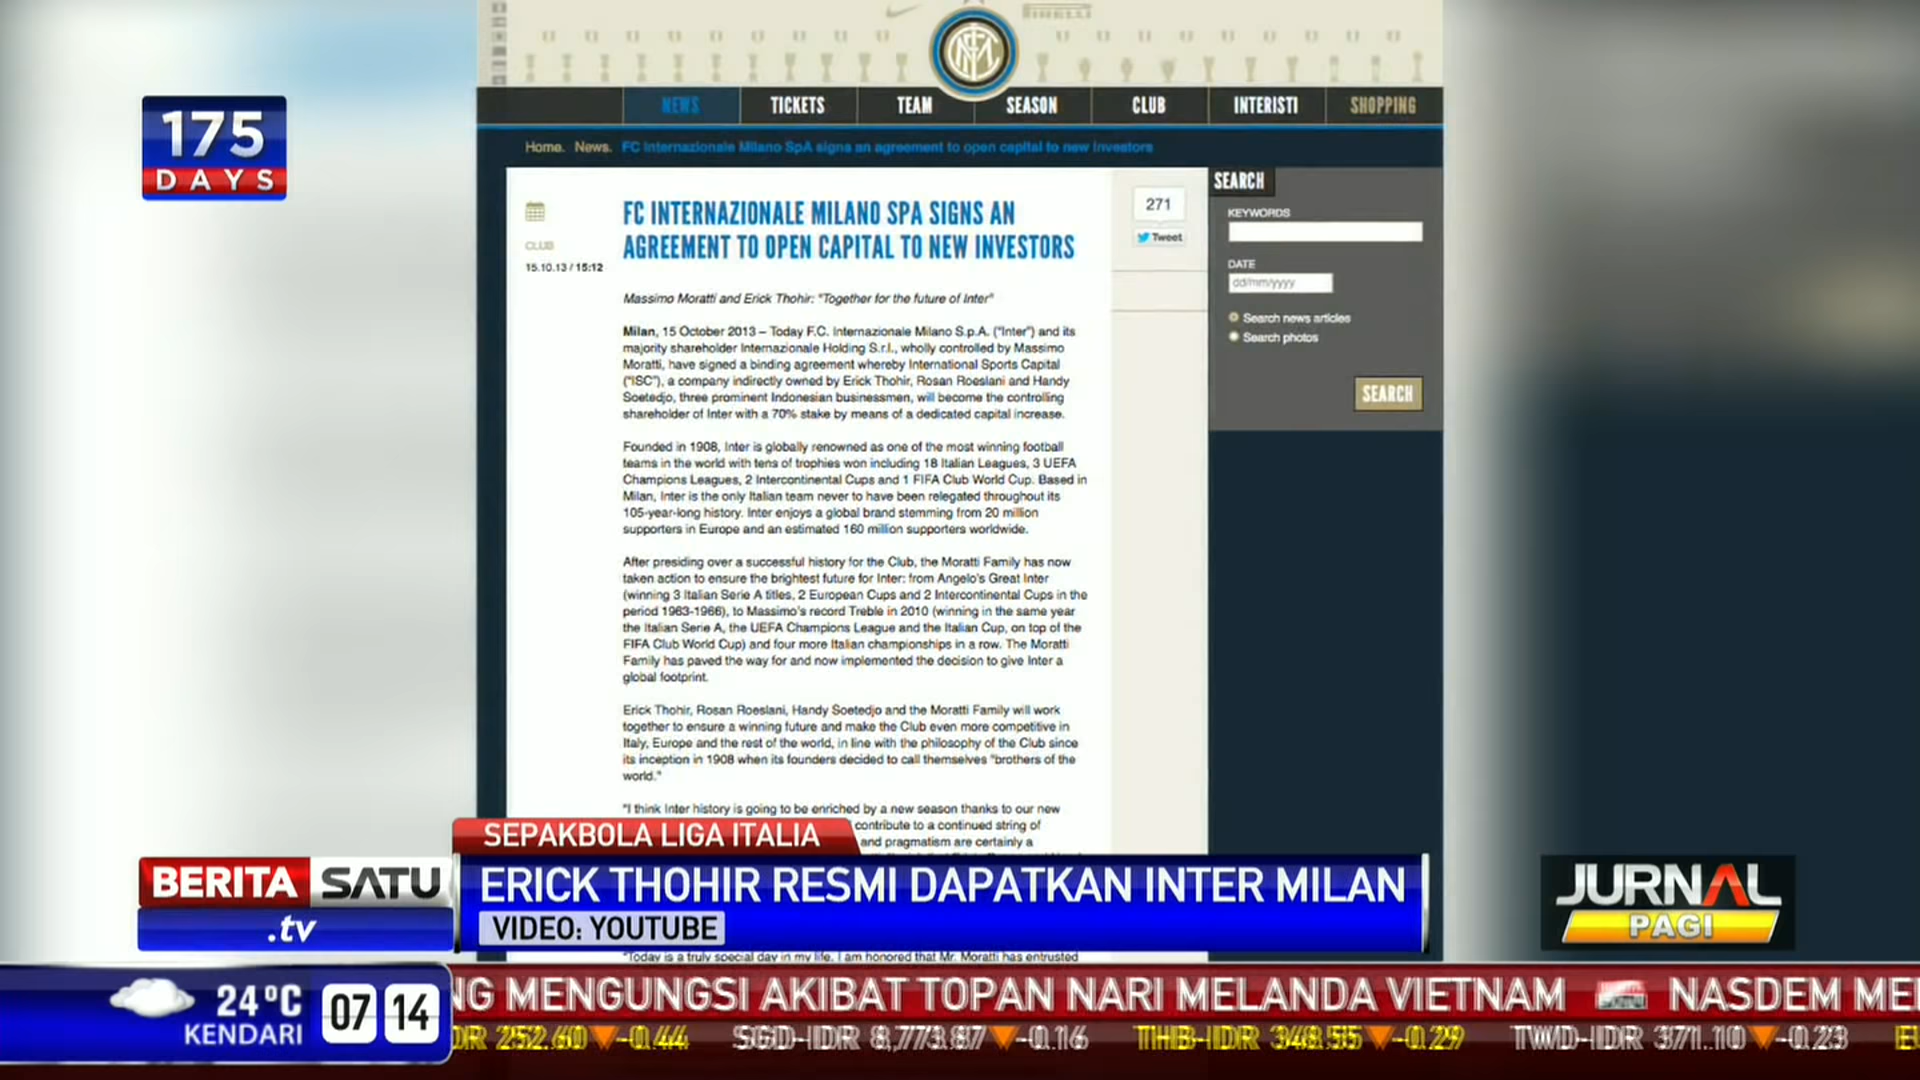 PIRELLI
175
DAYS
NEWS
TICKETS
TEAM
SEASON
CLUB
INTERISTI
SHOPPING
Home. News. FC Internazionale Milano SpA signs an agreement to open capital to new investors
CLUB
15.10.13 / 15:12
FC INTERNAZIONALE MILANO SPA SIGNS AN
AGREEMENT TO OPEN CAPITAL TO NEW INVESTORS
271
Tweet
SEARCH
KEYWORDS
DATE
dd/mm/yyyy
Search news articles
Search photos
SEARCH
Massimo Moratti and Erick Thohir: "Together for the future of Inter"
Milan, 15 October 2013 – Today F.C. Internazionale Milano S.p.A. ("Inter") and its
majority shareholder Internazionale Holding S.r.l., wholly controlled by Massimo
Moratti, have signed a binding agreement whereby International Sports Capital
("ISC"), a company indirectly owned by Erick Thohir, Rosan Roeslani and Handy
Soetedjo, three prominent Indonesian businessmen, will become the controlling
shareholder of Inter with a 70% stake by means of a dedicated capital increase.
Founded in 1908, Inter is globally renowned as one of the most winning football
teams in the world with tens of trophies won including 18 Italian Leagues, 3 UEFA
Champions Leagues, 2 Intercontinental Cups and 1 FIFA Club World Cup. Based in
Milan, Inter is the only Italian team never to have been relegated throughout its
105-year-long history. Inter enjoys a global brand stemming from 20 million
supporters in Europe and an estimated 160 million supporters worldwide.
After presiding over a successful history for the Club, the Moratti Family has now
taken action to ensure the brightest future for Inter: from Angelo's Great Inter
(winning 3 Italian Serie A titles, 2 European Cups and 2 Intercontinental Cups in the
period 1963-1966), to Massimo's record Treble in 2010 (winning in the same year
the Italian Serie A, the UEFA Champions League and the Italian Cup, on top of the
FIFA Club World Cup) and four more Italian championships in a row. The Moratti
Family has paved the way for and now implemented the decision to give Inter a
global footprint.
Erick Thohir, Rosan Roeslani, Handy Soetedjo and the Moratti Family will work
together to ensure a winning future and make the Club even more competitive in
Italy, Europe and the rest of the world, in line with the philosophy of the Club since
its inception in 1908 when its founders decided to call themselves "brothers of the
world."
"I think Inter history is going to be enriched by a new season thanks to our new
contribute to a continued string of
and pragmatism are certainly a
SEPAKBOLA LIGA ITALIA
ERICK THOHIR RESMI DAPATKAN INTER MILAN
VIDEO: YOUTUBE
BERITA SATU
.tv
JURNAL
PAGI
"Today is a truly special day in my life. I am honored that Mr. Moratti has entrusted
24°C
KENDARI
07 14
NG MENGUNGSI AKIBAT TOPAN NARI MELANDA VIETNAM NASDEM ME
DR 252.60 -0.44 SGD-IDR 8,773.87 -0.16 THB-IDR 348.55 -0.29 TWD-IDR 371.10 -0.23